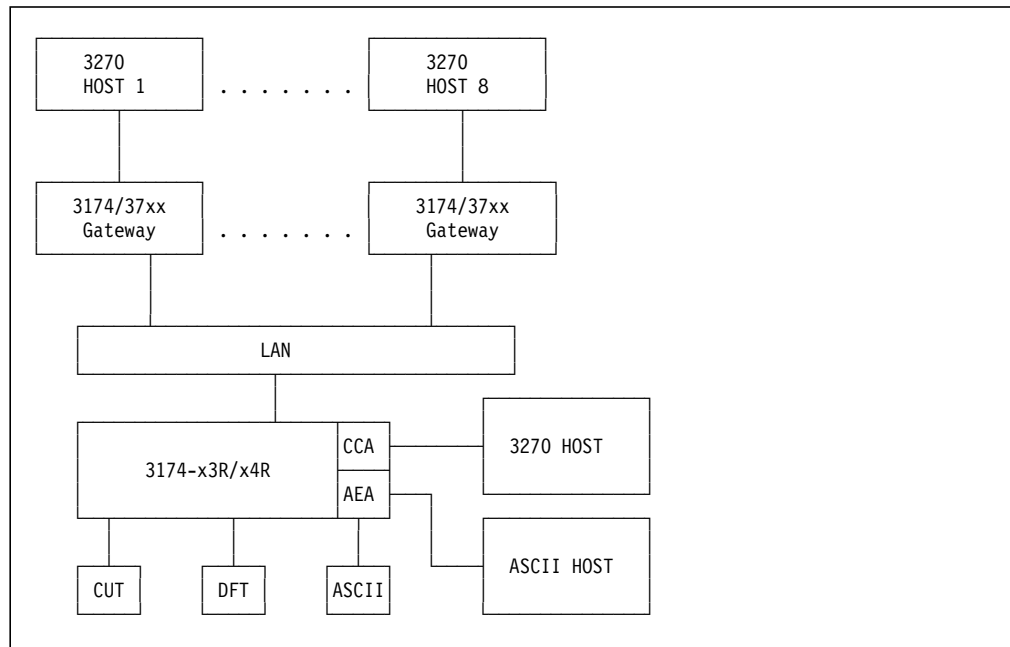 3270
HOST 1
. . . . . . .
3270
HOST 8
3174/37xx
Gateway
. . . . . . .
3174/37xx
Gateway
LAN
3174-x3R/x4R
CCA
AEA
3270 HOST
ASCII HOST
CUT
DFT
ASCII